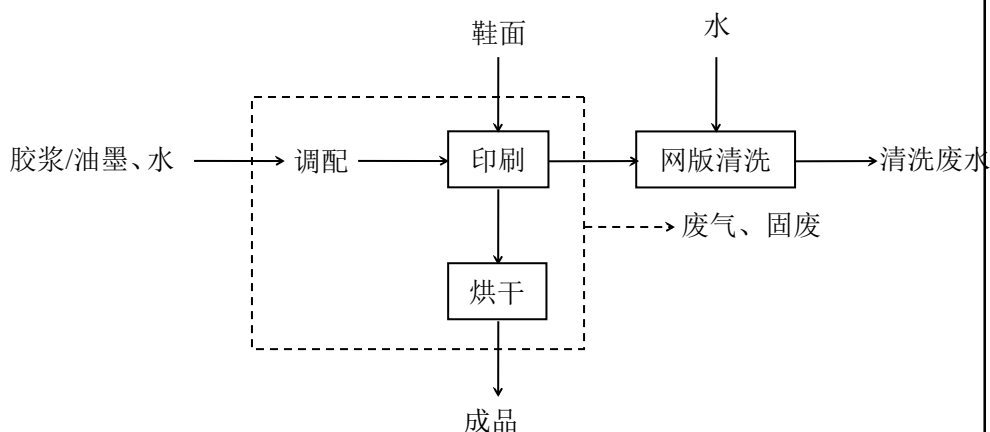 鞋面
水
胶浆/油墨、水
调配
印刷
网版清洗
清洗废水
废气、固废
烘干
成品